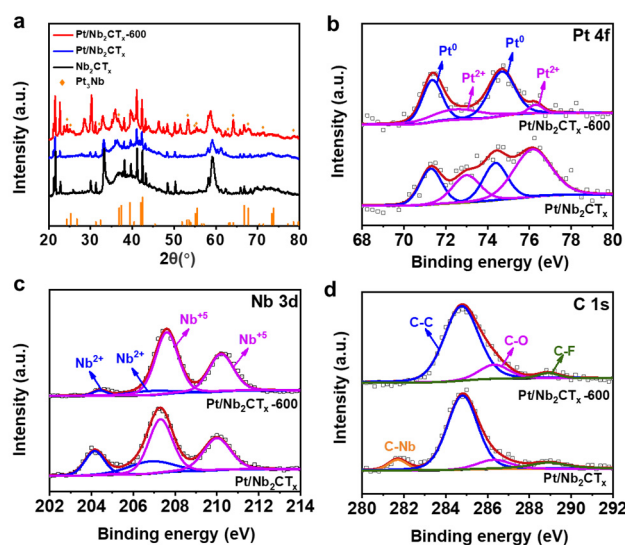 a
Pt/Nb₂CTₓ-600
Pt/Nb₂CTₓ
Nb₂CTₓ
Pt₃Nb
Intensity (a.u.)
20 30 40 50 60 70 80
2θ(°)
b
Pt 4f
Pt⁰
Pt²⁺
Pt⁰
Pt²⁺
Pt/Nb₂CTₓ -600
Pt/Nb₂CTₓ
Intensity (a.u.)
68 70 72 74 76 78 80
Binding energy (eV)
c
Nb 3d
Nb²⁺
Nb²⁺
Nb⁺⁵
Nb⁺⁵
Pt/Nb₂CTₓ -600
Pt/Nb₂CTₓ
Intensity (a.u.)
202 204 206 208 210 212 214
Binding energy (eV)
d
C 1s
C-C
C-O
C-F
Pt/Nb₂CTₓ -600
C-Nb
Pt/Nb₂CTₓ
Intensity (a.u.)
280 282 284 286 288 290 292
Binding energy (eV)